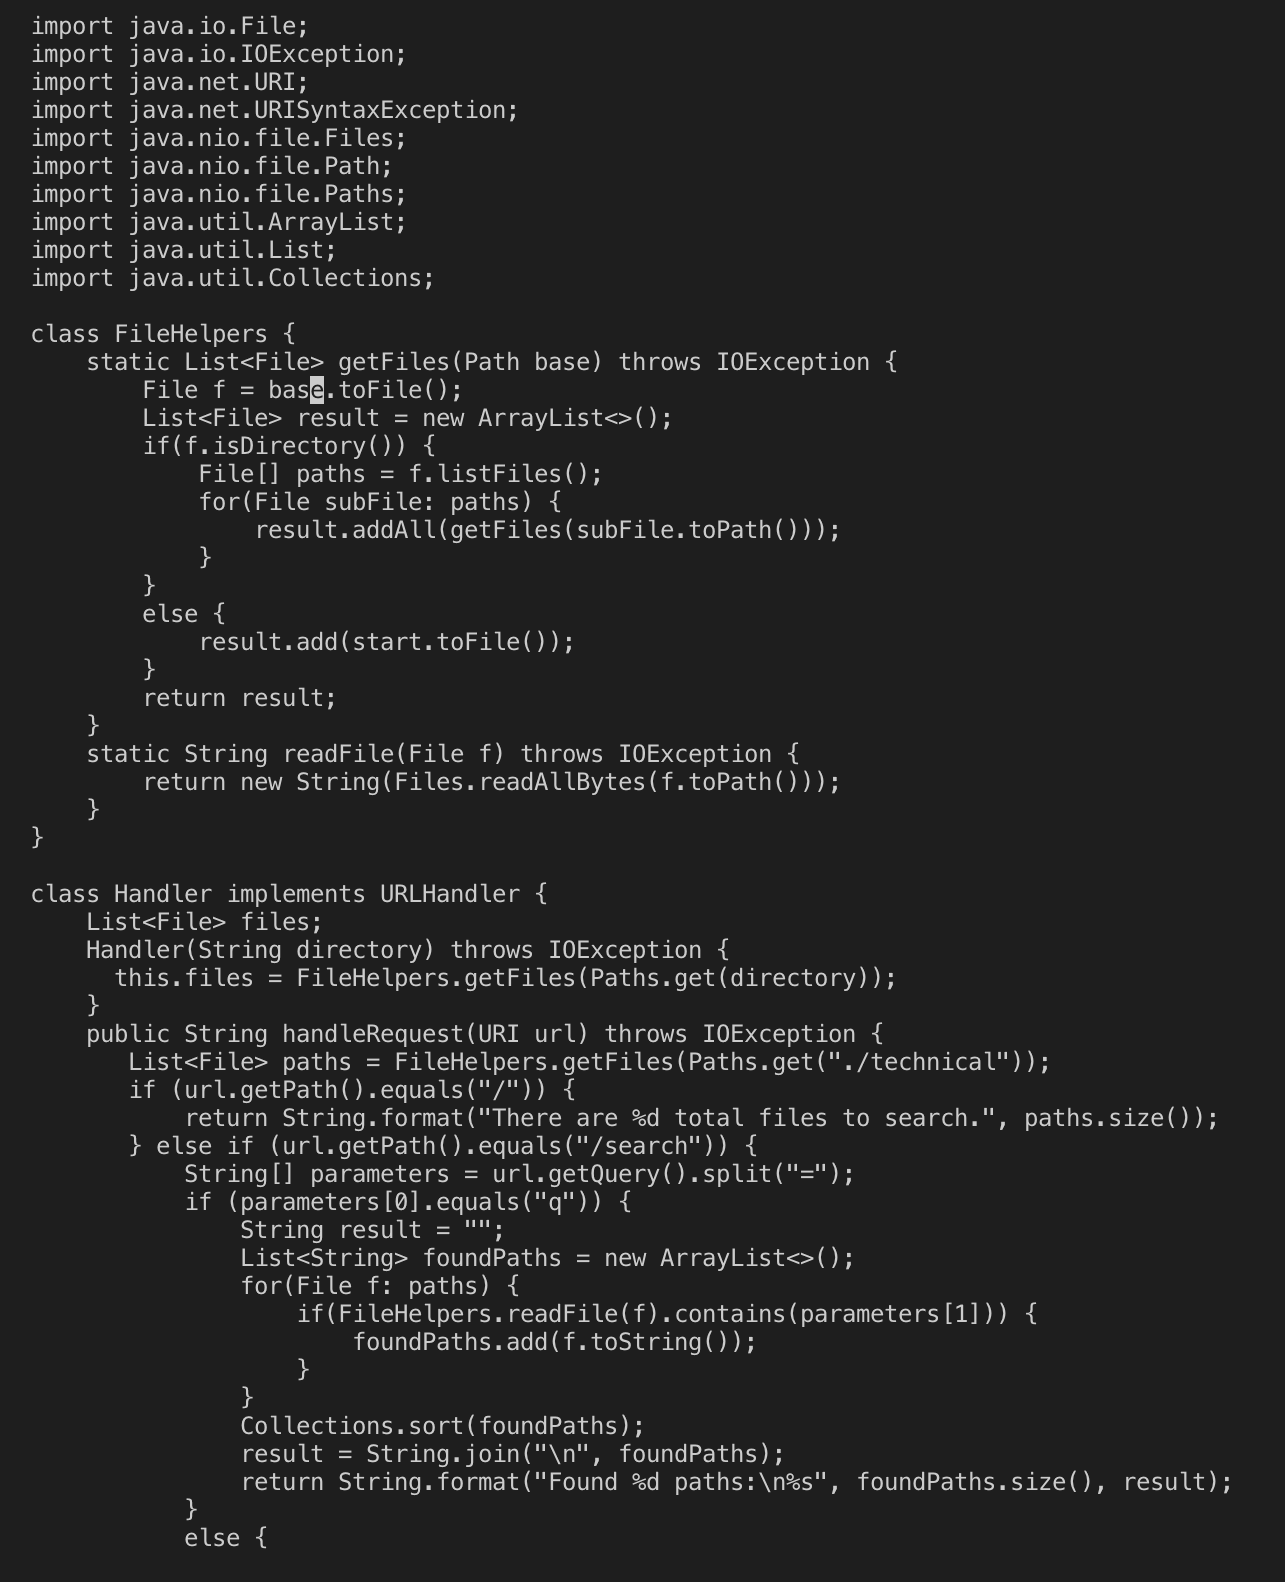 import java.io.File;
import java.io.IOException;
import java.net.URI;
import java.net.URISyntaxException;
import java.nio.file.Files;
import java.nio.file.Path;
import java.nio.file.Paths;
import java.util.ArrayList;
import java.util.List;
import java.util.Collections;

class FileHelpers {
    static List<File> getFiles(Path base) throws IOException {
        File f = base.toFile();
        List<File> result = new ArrayList<>();
        if(f.isDirectory()) {
            File[] paths = f.listFiles();
            for(File subFile: paths) {
                result.addAll(getFiles(subFile.toPath()));
            }
        }
        else {
            result.add(start.toFile());
        }
        return result;
    }
    static String readFile(File f) throws IOException {
        return new String(Files.readAllBytes(f.toPath()));
    }
}

class Handler implements URLHandler {
    List<File> files;
    Handler(String directory) throws IOException {
      this.files = FileHelpers.getFiles(Paths.get(directory));
    }
    public String handleRequest(URI url) throws IOException {
       List<File> paths = FileHelpers.getFiles(Paths.get("./technical"));
       if (url.getPath().equals("/")) {
           return String.format("There are %d total files to search.", paths.size());
       } else if (url.getPath().equals("/search")) {
           String[] parameters = url.getQuery().split("=");
           if (parameters[0].equals("q")) {
               String result = "";
               List<String> foundPaths = new ArrayList<>();
               for(File f: paths) {
                   if(FileHelpers.readFile(f).contains(parameters[1])) {
                       foundPaths.add(f.toString());
                   }
               }
               Collections.sort(foundPaths);
               result = String.join("\n", foundPaths);
               return String.format("Found %d paths:\n%s", foundPaths.size(), result);
           }
           else {